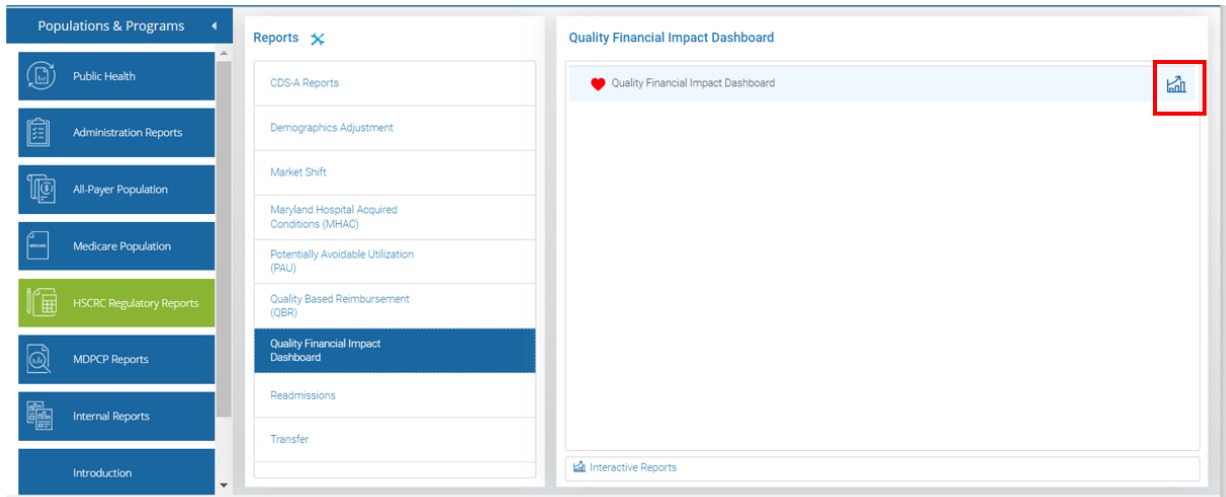 Populations & Programs
Public Health
Administration Reports
All-Payer Population
Medicare Population
HSCRC Regulatory Reports
MDPCP Reports
Internal Reports
Introduction
Reports
CDS-A Reports
Demographics Adjustment
Market Shift
Maryland Hospital Acquired
Conditions (MHAC)
Potentially Avoidable Utilization
(PAU)
Quality Based Reimbursement
(QBR)
Quality Financial Impact
Dashboard
Readmissions
Transfer
Quality Financial Impact Dashboard
Quality Financial Impact Dashboard
Interactive Reports